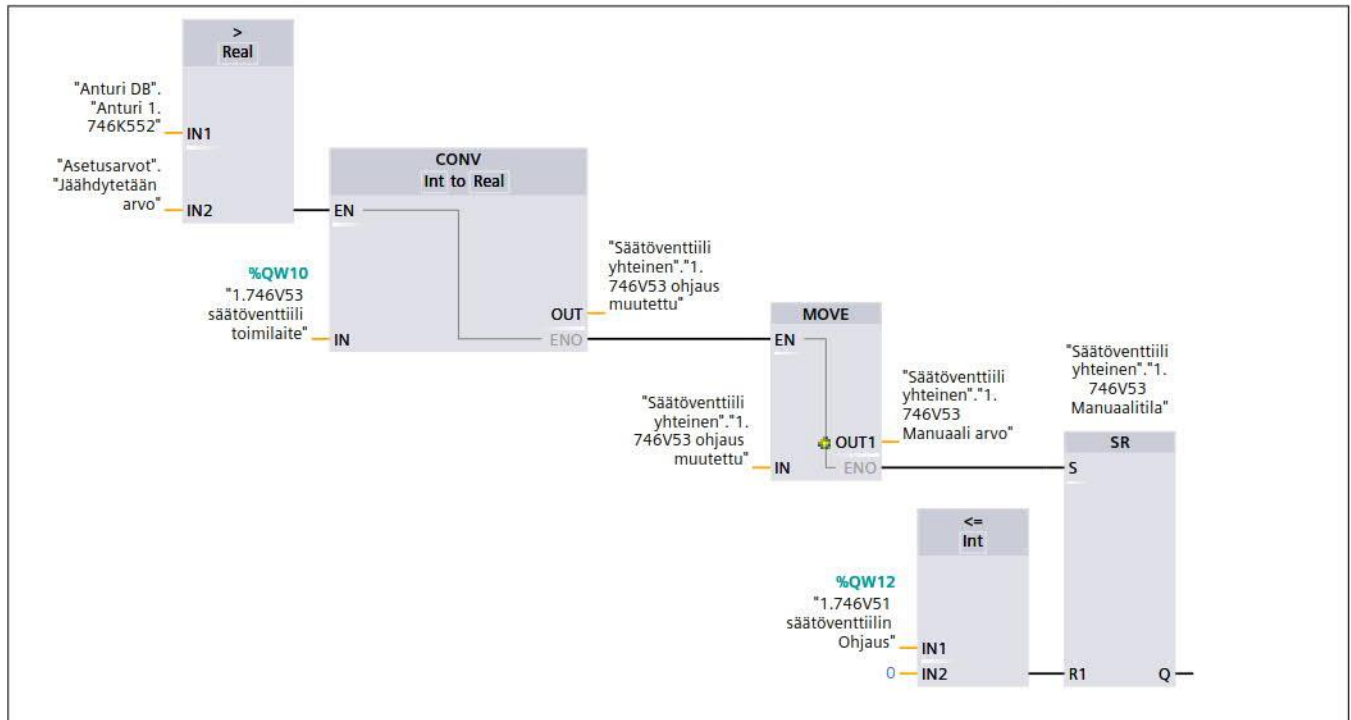 >
Real
"Anturi DB".
"Anturi 1.
746K552"
IN1
"Asetusarvot".
"Jäähdytetään
arvo"
IN2
CONV
Int to Real
EN
%QW10
"1.746V53
säätöventtiili
toimilaite"
IN
"Säätöventtiili
yhteinen"."1.
746V53 ohjaus
muutettu"
OUT
ENO
MOVE
EN
"Säätöventtiili
yhteinen"."1.
746V53 ohjaus
muutettu"
IN
"Säätöventtiili
yhteinen"."1.
746V53
Manuaali arvo"
OUT1
ENO
"Säätöventtiili
yhteinen"."1.
746V53
Manuaalitila"
SR
S
<=
Int
%QW12
"1.746V51
säätöventtiilin
Ohjaus"
IN1
0
IN2
R1
Q